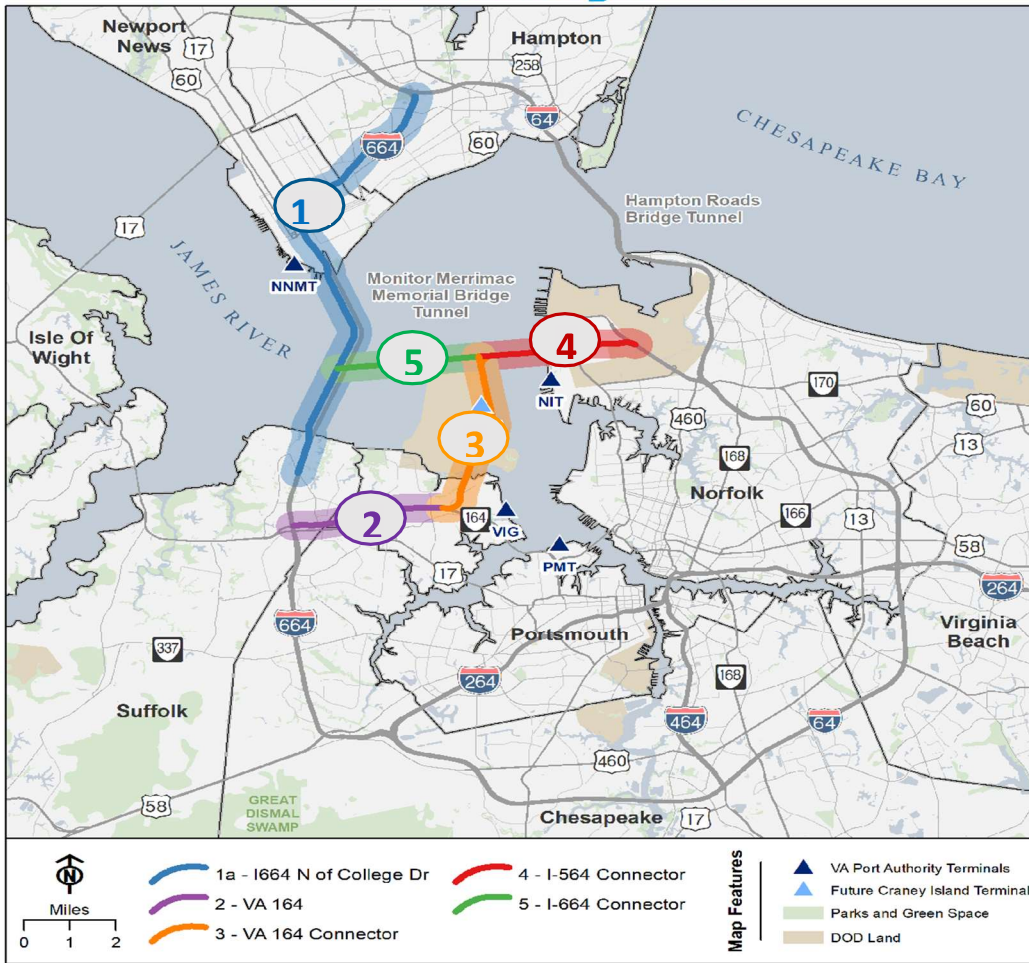 Newport
News
17
60
Hampton
258
64
664
60
CHESAPEAKE BAY
1
Hampton Roads
Bridge Tunnel
17
JAMES RIVER
NNMT
Monitor Merrimac
Memorial Bridge
Tunnel
Isle Of
Wight
5
4
NIT
170
460
60
13
3
168
Norfolk
2
164
VIG
166
13
PMT
17
58
264
664
Portsmouth
Virginia
Beach
337
264
168
Suffolk
464
64
460
58
GREAT
DISMAL
SWAMP
Chesapeake
17
N
Miles
0 1 2
1a - I664 N of College Dr
2 - VA 164
3 - VA 164 Connector
4 - I-564 Connector
5 - I-664 Connector
Map Features
VA Port Authority Terminals
Future Craney Island Terminal
Parks and Green Space
DOD Land